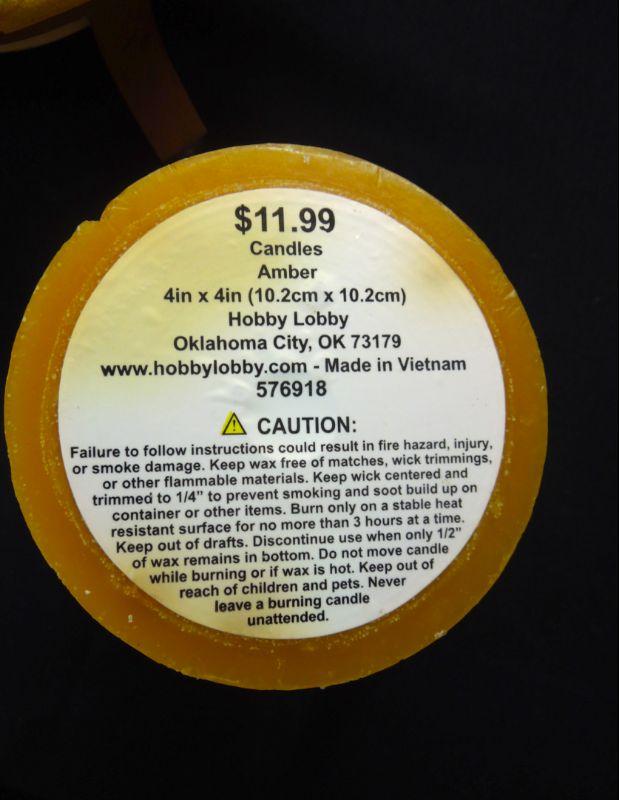 $11.99
Candles
Amber
4in x 4in (10.2cm x 10.2cm)
Hobby Lobby
Oklahoma City, OK 73179
www.hobbylobby.com - Made in Vietnam
576918
CAUTION:
Failure to follow instructions could result in fire hazard, injury,
or smoke damage. Keep wax free of matches, wick trimmings,
or other flammable materials. Keep wick centered and
trimmed to 1/4" to prevent smoking and soot build up on
container or other items. Burn only on a stable heat
resistant surface for no more than 3 hours at a time.
Keep out of drafts. Discontinue use when only 1/2"
of wax remains in bottom. Do not move candle
while burning or if wax is hot. Keep out of
reach of children and pets. Never
leave a burning candle
unattended.